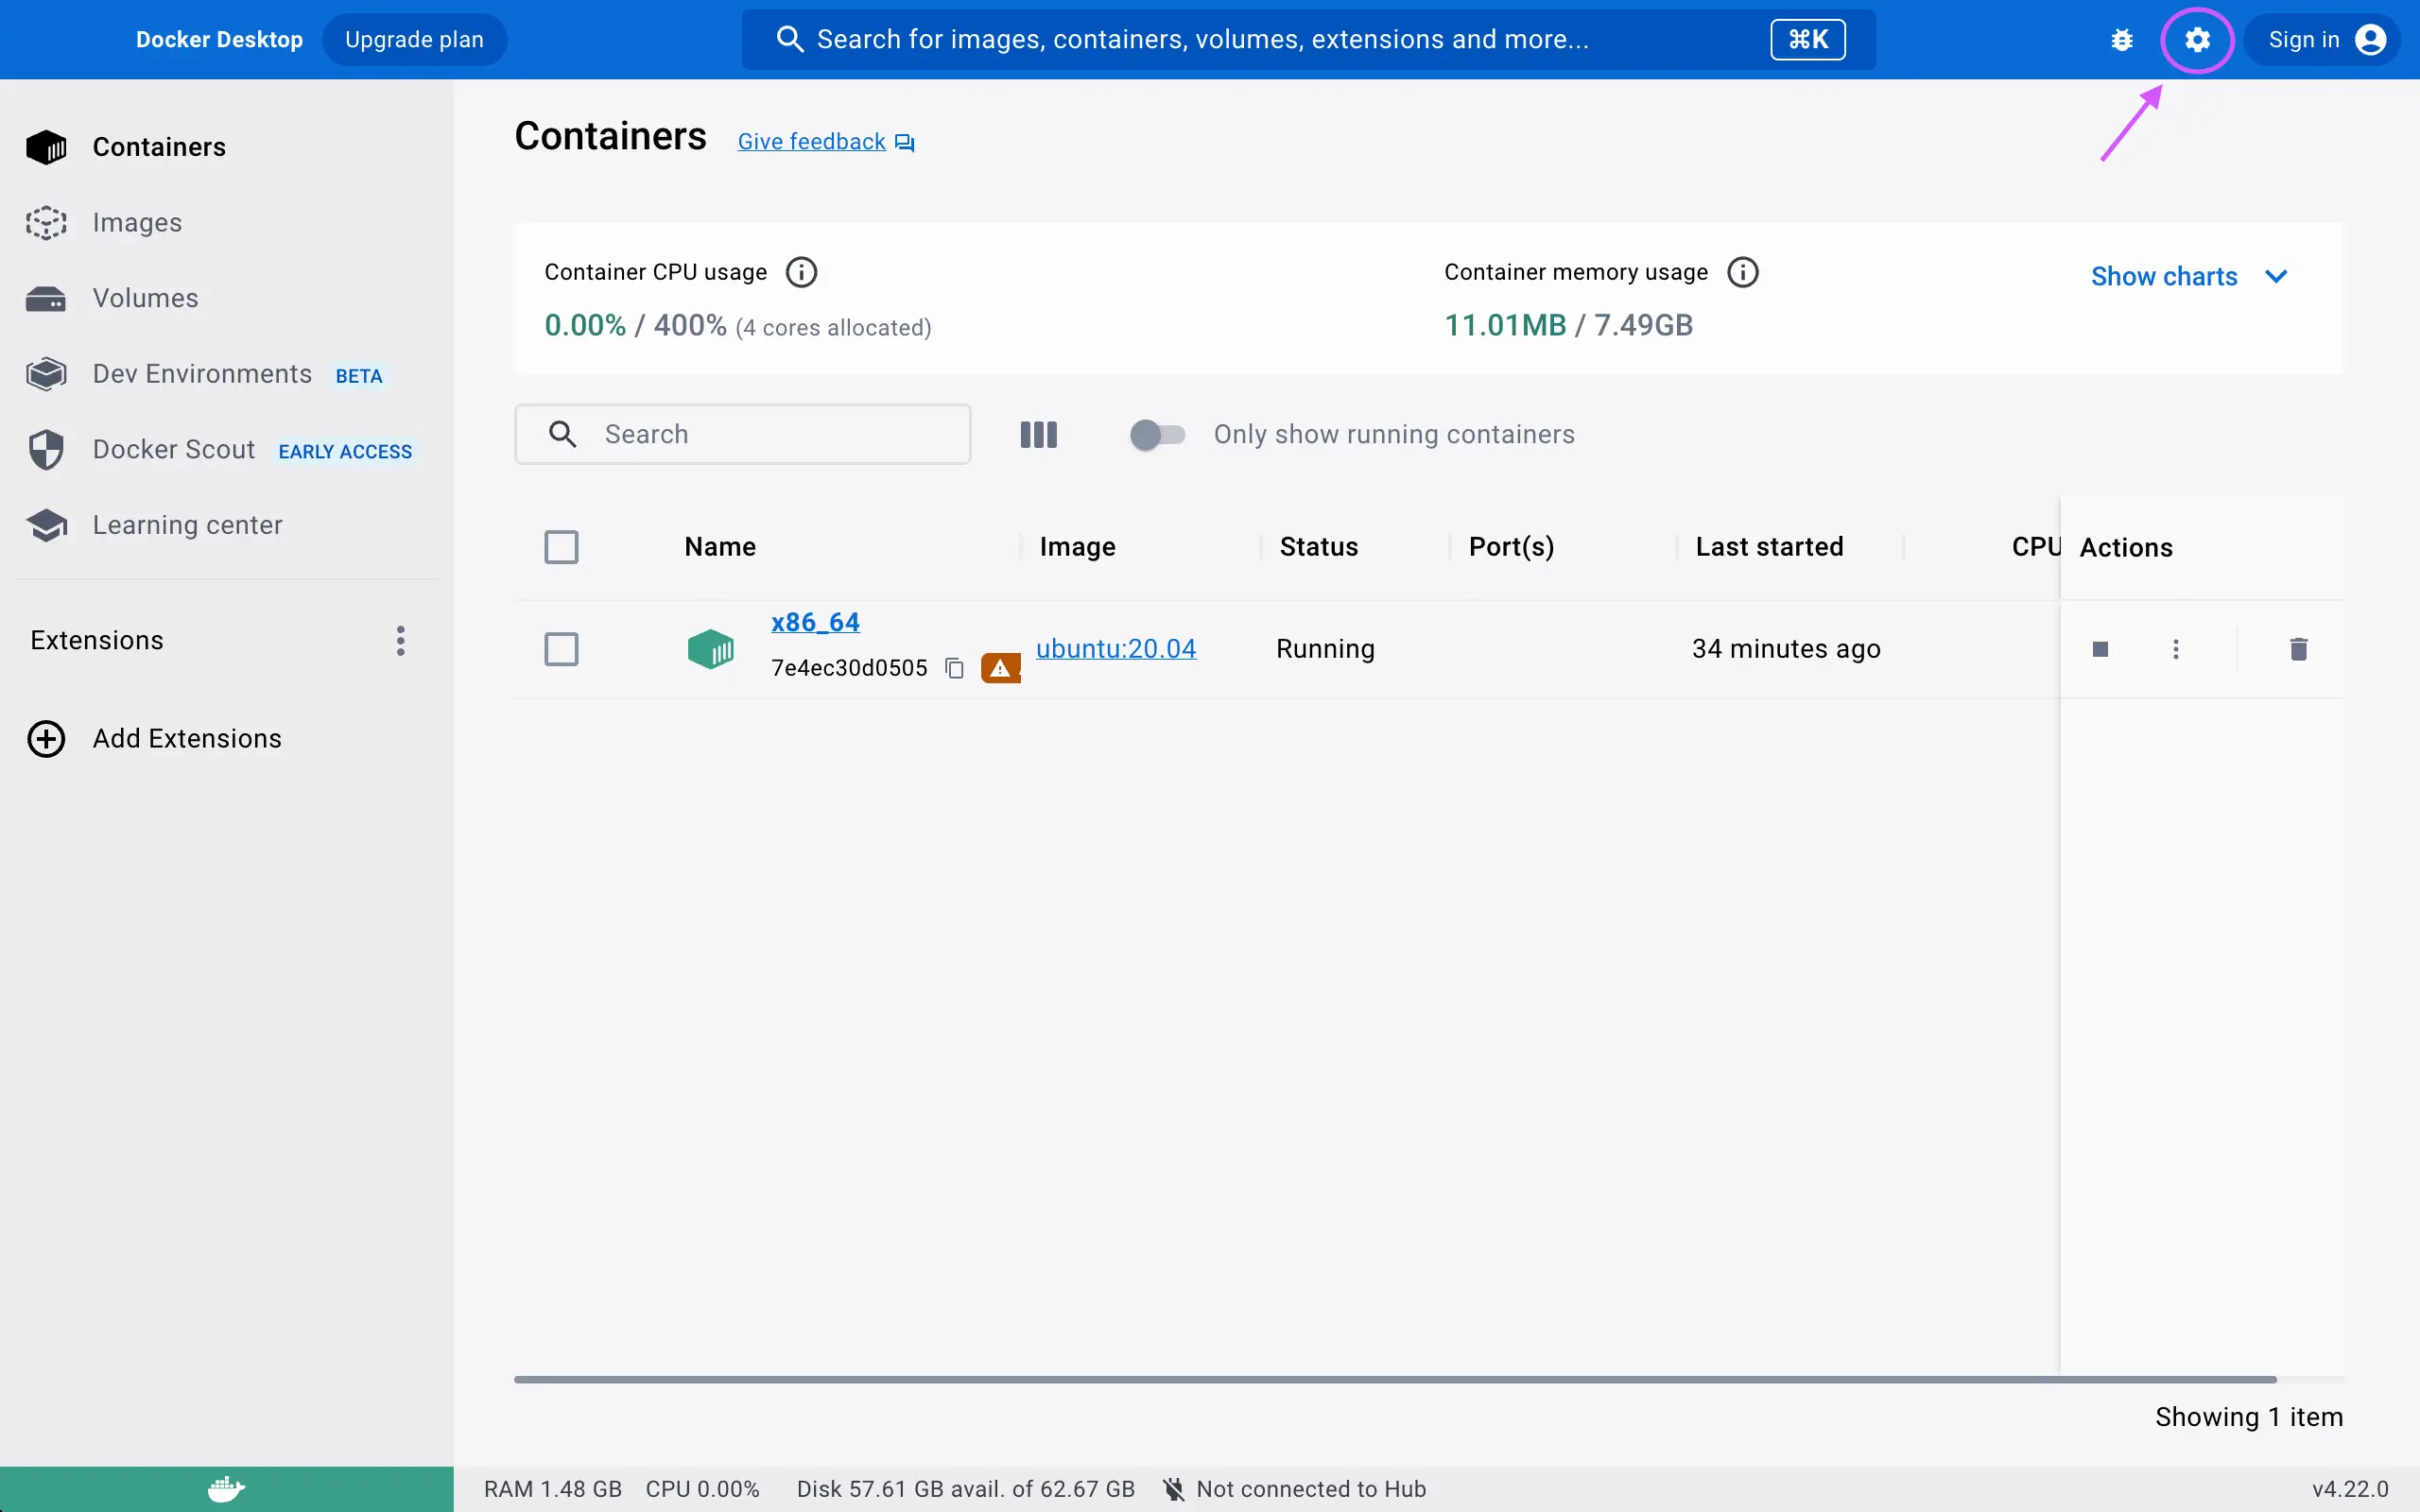 Docker Desktop
Upgrade plan
Search for images, containers, volumes, extensions and more...
⌘K
Sign in
Containers
Images
Volumes
Dev Environments BETA
Docker Scout EARLY ACCESS
Learning center
Extensions
Add Extensions
Containers
Give feedback
Container CPU usage
0.00% / 400% (4 cores allocated)
Container memory usage
11.01MB / 7.49GB
Show charts
Search
Only show running containers
Name Image Status Port(s) Last started CPU Actions
x86_64
7e4ec30d0505
ubuntu:20.04 Running 34 minutes ago
Showing 1 item
RAM 1.48 GB CPU 0.00% Disk 57.61 GB avail. of 62.67 GB Not connected to Hub v4.22.0